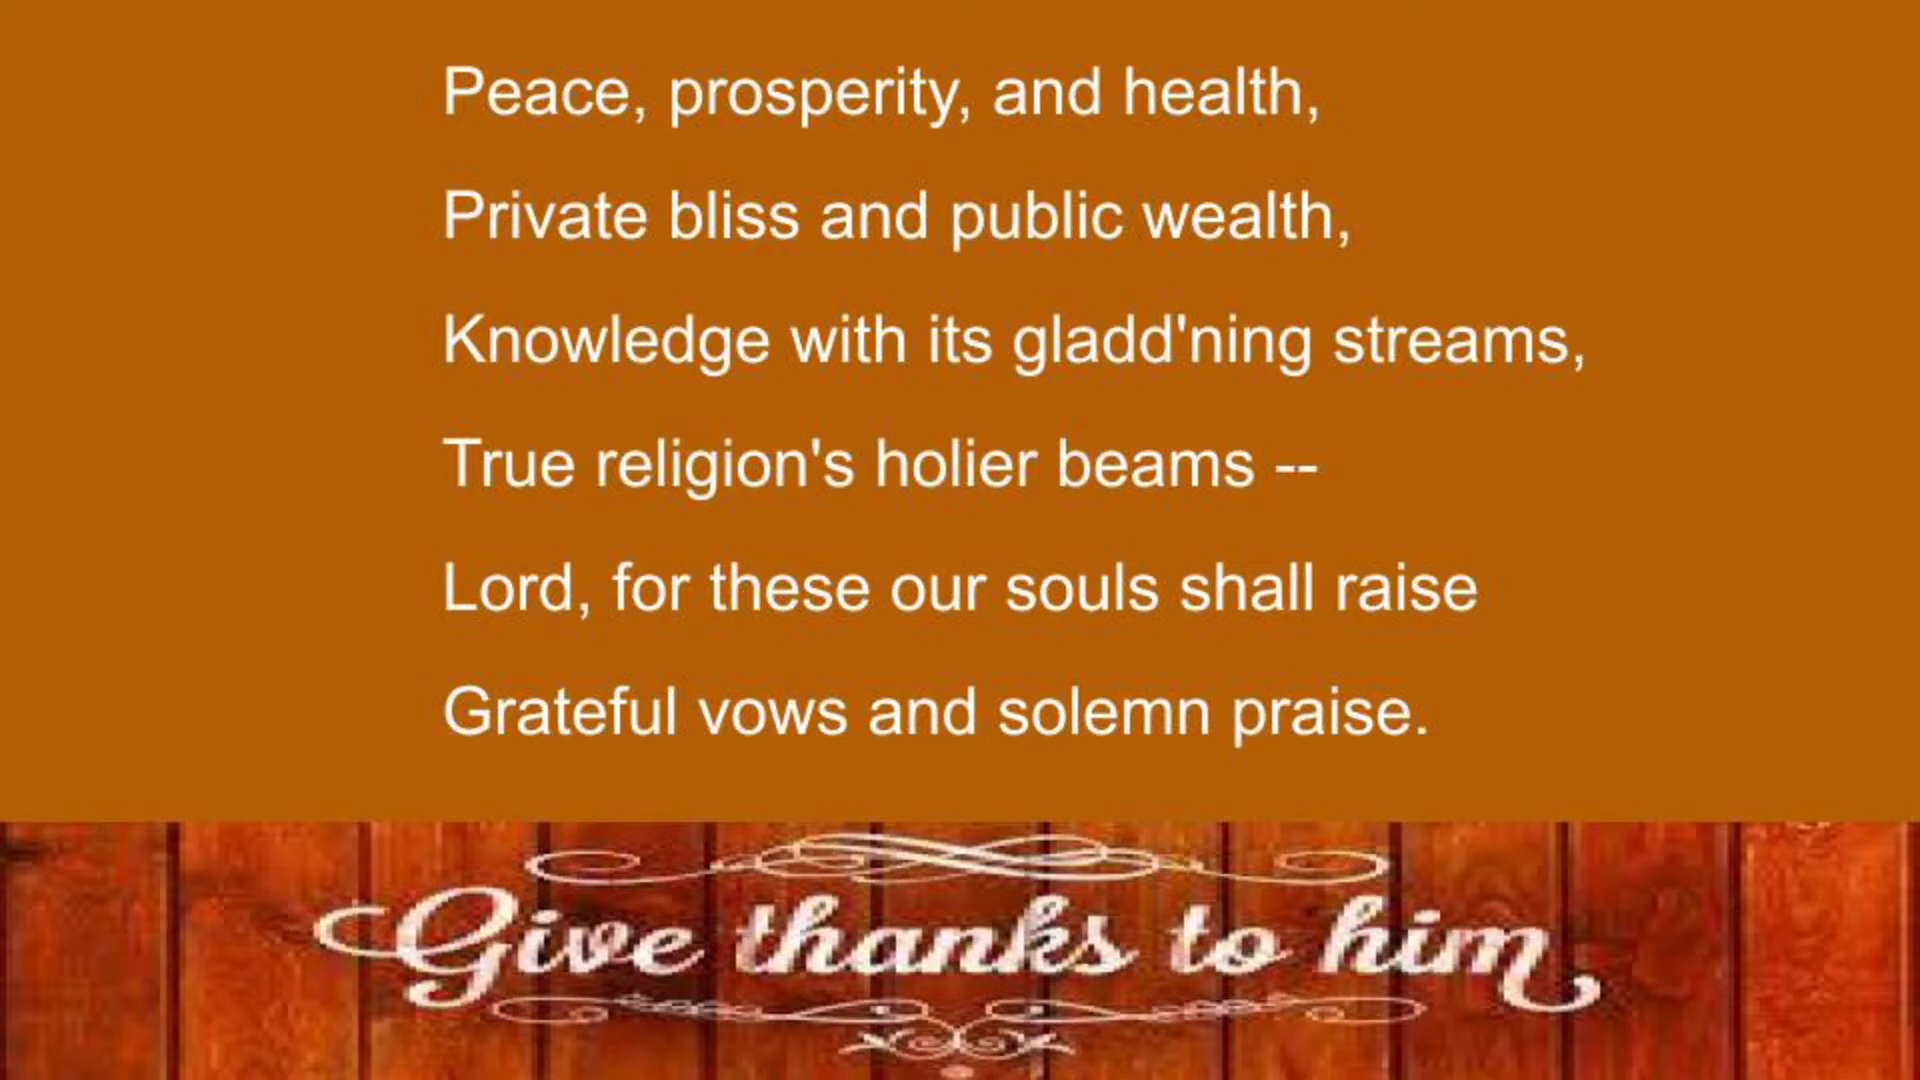 Peace, prosperity, and health,
Private bliss and public wealth,
Knowledge with its gladd'ning streams,
True religion's holier beams --
Lord, for these our souls shall raise
Grateful vows and solemn praise.
Give thanks to him